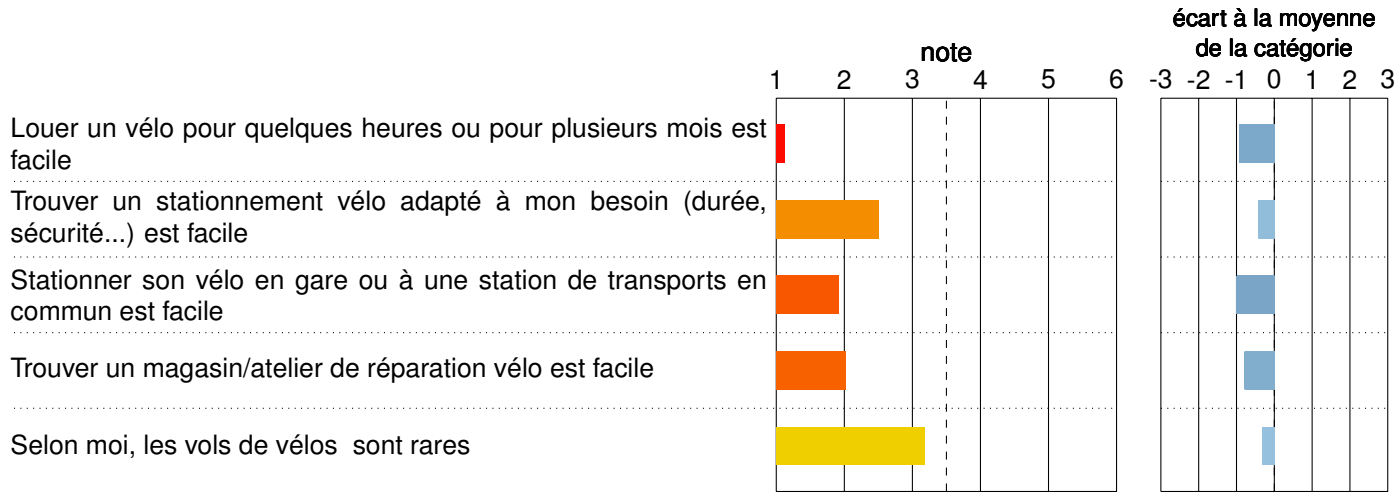 écart à la moyenne
de la catégorie
note
1 2 3 4 5 6
-3 -2 -1 0 1 2 3
Louer un vélo pour quelques heures ou pour plusieurs mois est
facile
Trouver un stationnement vélo adapté à mon besoin (durée,
sécurité...) est facile
Stationner son vélo en gare ou à une station de transports en
commun est facile
Trouver un magasin/atelier de réparation vélo est facile
Selon moi, les vols de vélos sont rares